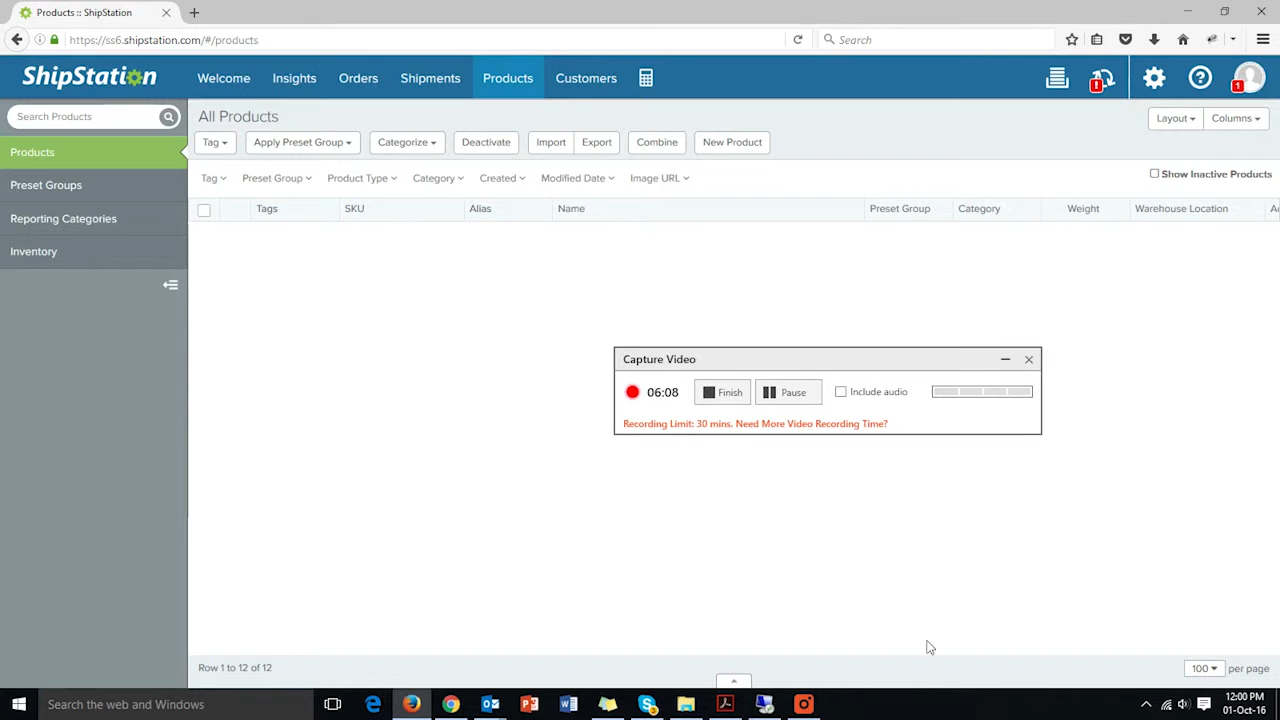 Products :: ShipStation
https://ss6.shipstation.com/#/products
Search
ShipStation
Welcome
Insights
Orders
Shipments
Products
Customers
!
1
Search Products
Products
Preset Groups
Reporting Categories
Inventory
All Products
Layout
Columns
Tag
Apply Preset Group
Categorize
Deactivate
Import
Export
Combine
New Product
Tag
Preset Group
Product Type
Category
Created
Modified Date
Image URL
Show Inactive Products
Tags
SKU
Alias
Name
Preset Group
Category
Weight
Warehouse Location
Capture Video
06:08
Finish
Pause
Include audio
Recording Limit: 30 mins. Need More Video Recording Time?
Row 1 to 12 of 12
100
per page
Search the web and Windows
12:00 PM
01-Oct-16